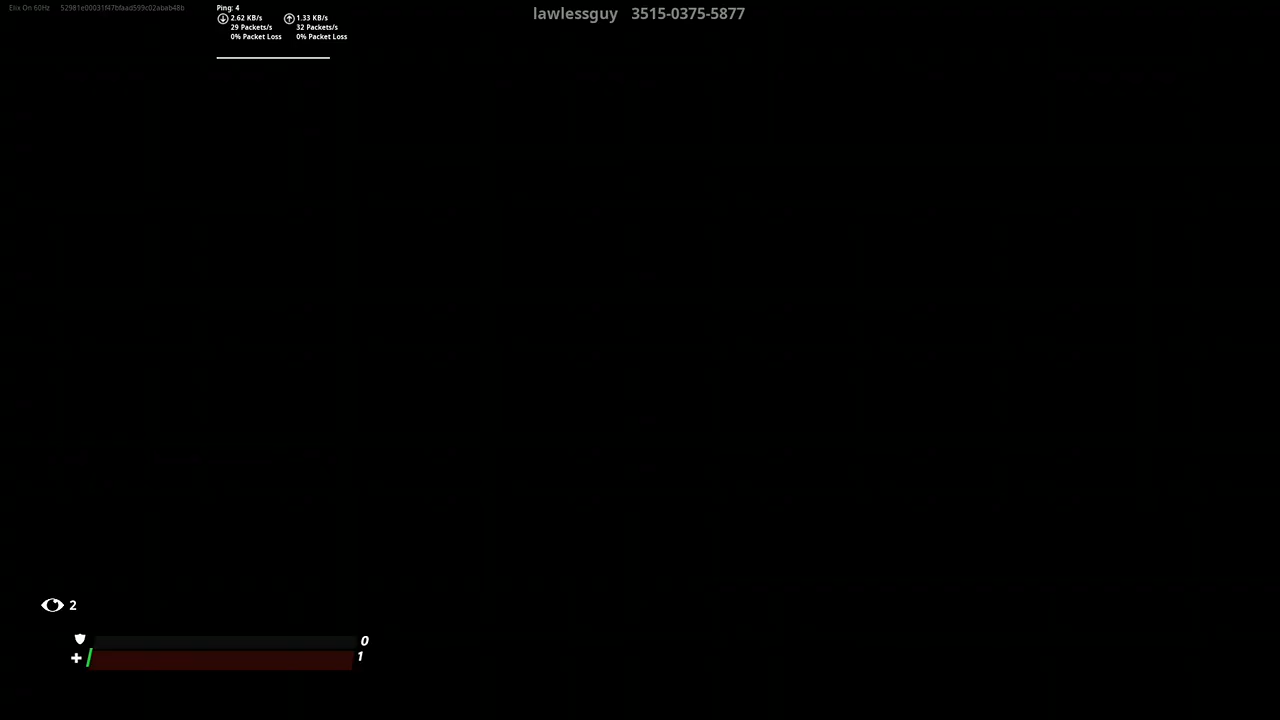 Elix On 60Hz 52981e00031f47bfaad599c02abab48b
Ping: 4
2.62 KB/s 1.33 KB/s
29 Packets/s 32 Packets/s
0% Packet Loss 0% Packet Loss
lawlessguy 3515-0375-5877
2
0
1